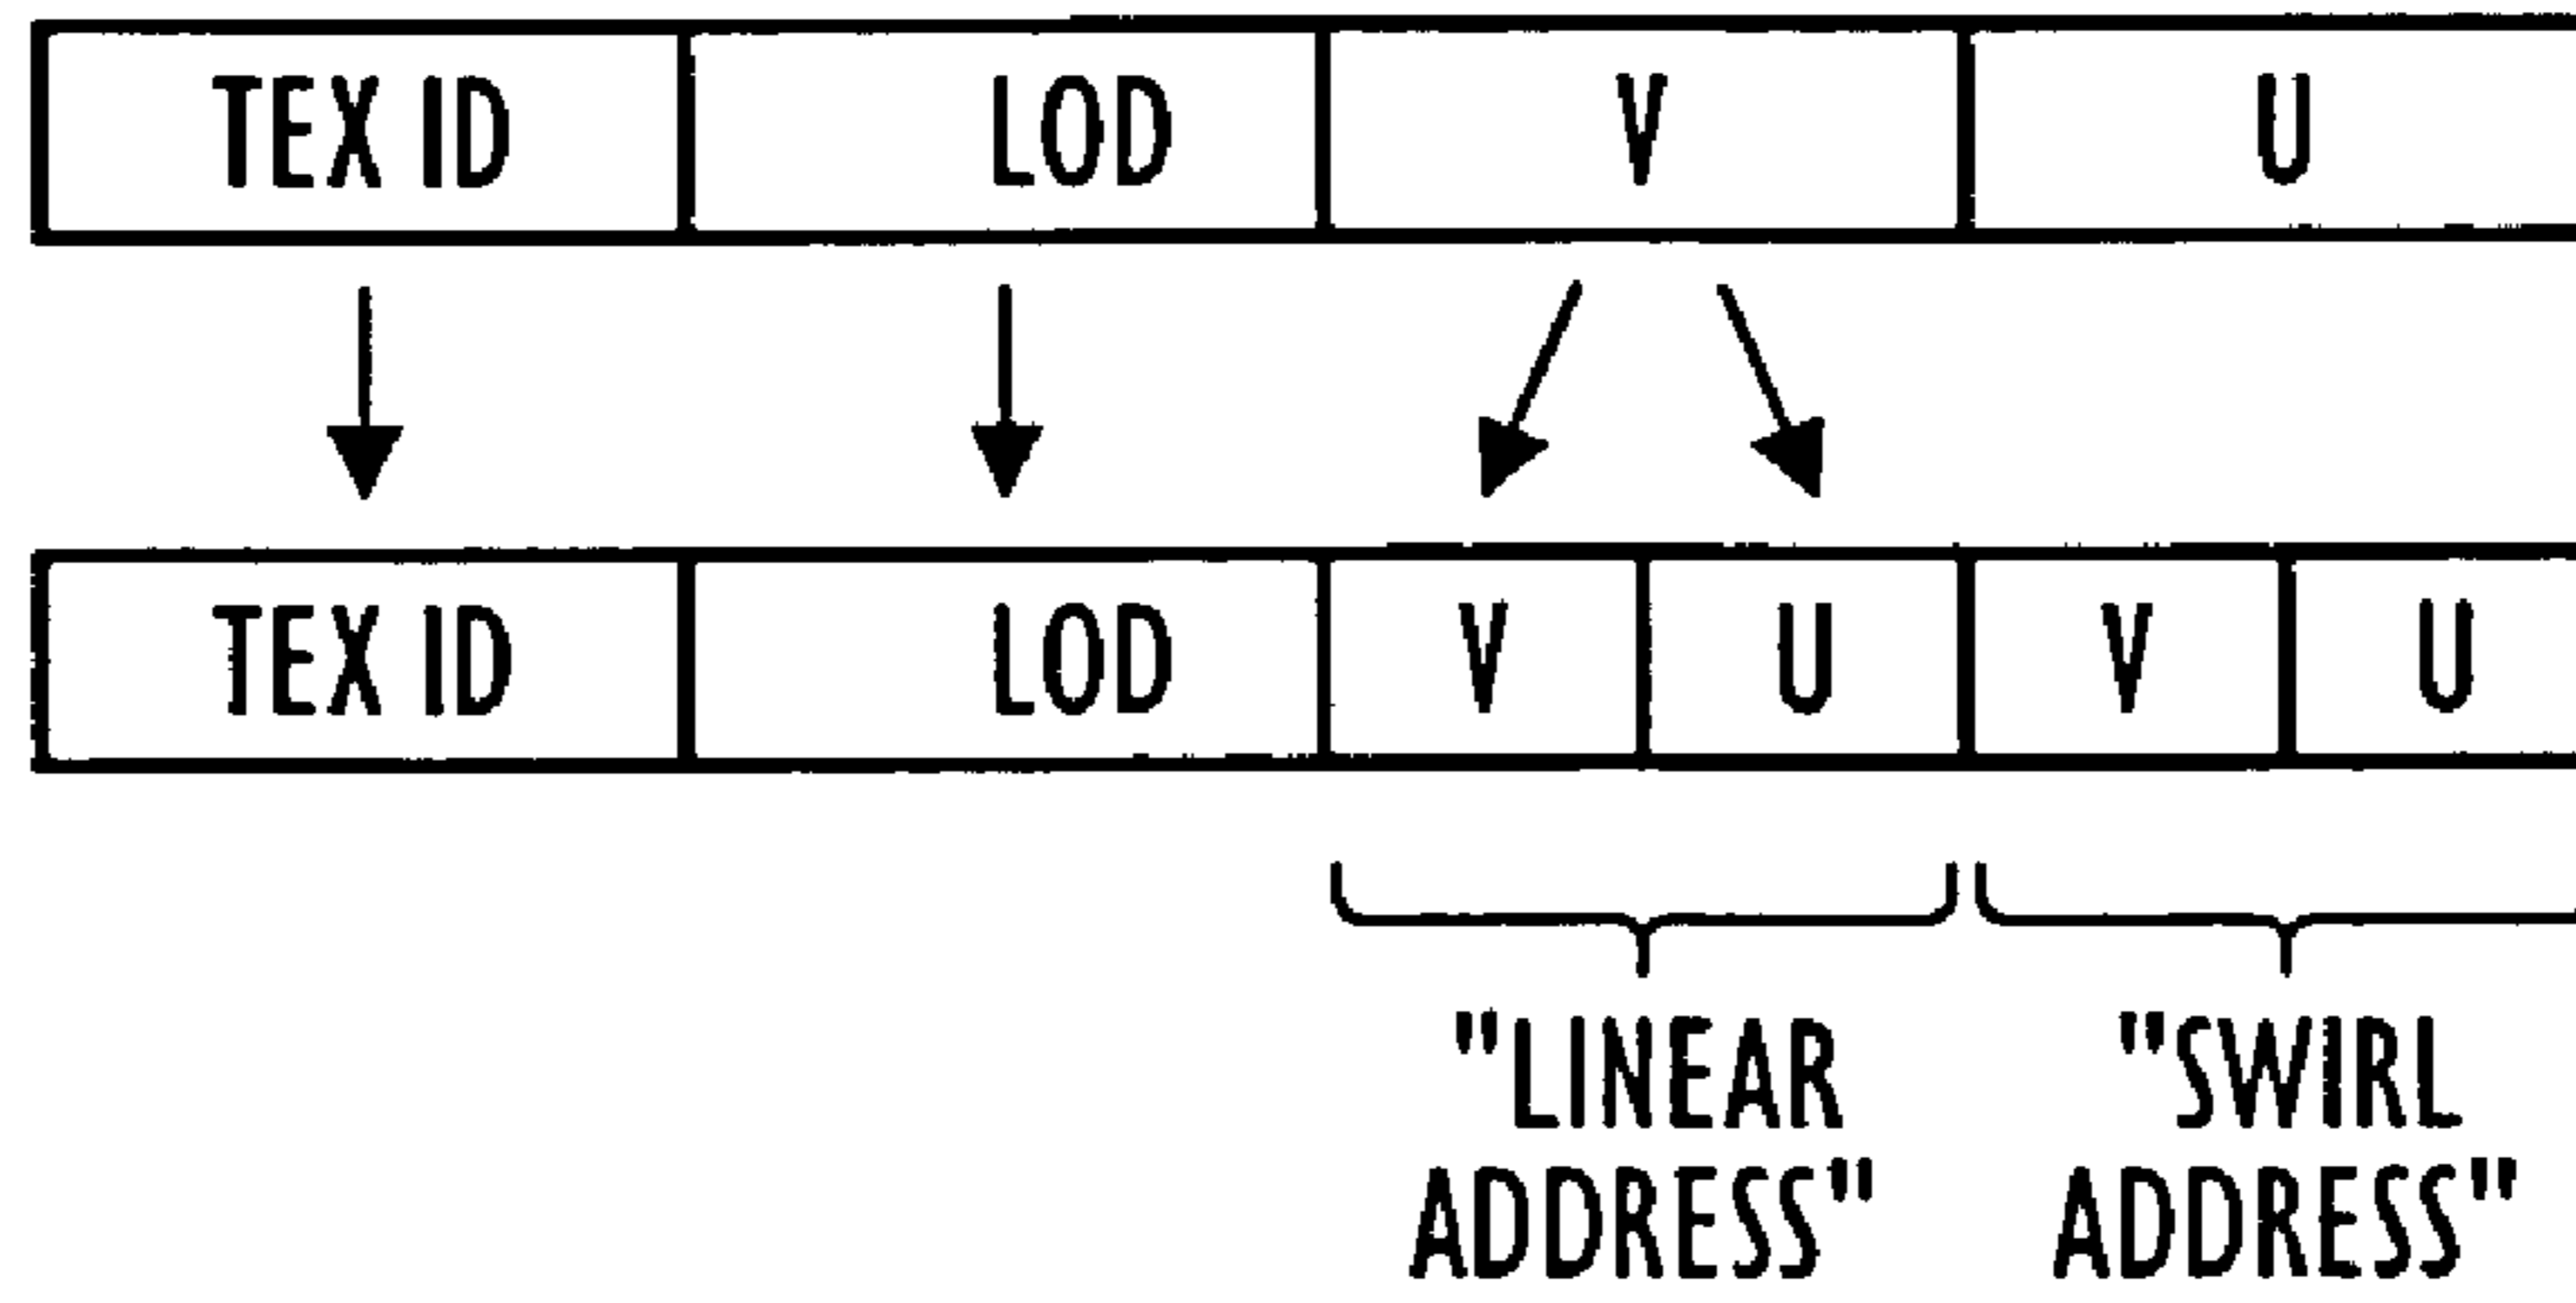 TEX ID LOD V U
TEX ID LOD V U V U
"LINEAR ADDRESS" "SWIRL ADDRESS"